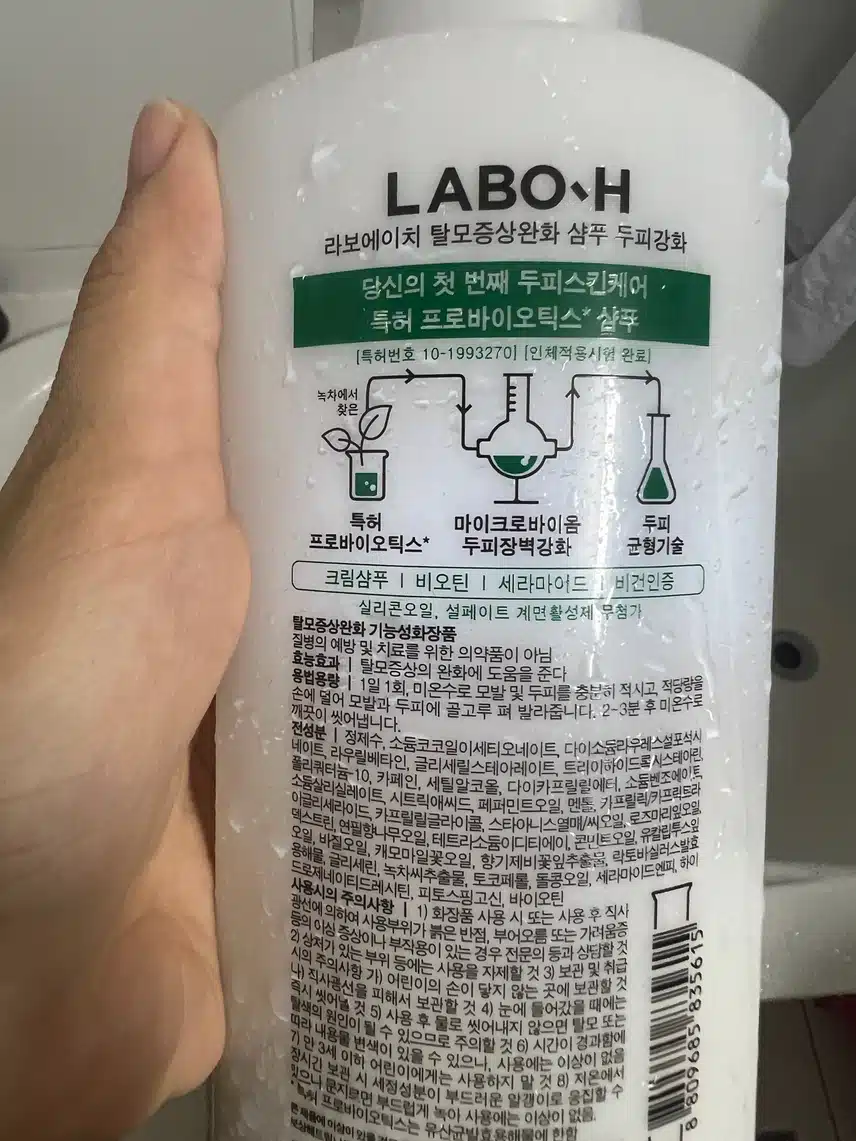 LABO-H
라보에이치 탈모증상완화 샴푸 두피강화
당신의 첫 번째 두피스킨케어
특허 프로바이오틱스* 샴푸
[특허번호 10-1993270] [인체적용시험 완료]
녹차에서
찾은
특허
프로바이오틱스*
마이크로바이옴
두피장벽강화
두피
균형기술
크림샴푸 | 비오틴 | 세라마이드 | 비건인증
실리콘오일, 설페이트 계면활성제 무첨가
탈모증상완화 기능성화장품
질병의 예방 및 치료를 위한 의약품이 아님
효능효과 | 탈모증상의 완화에 도움을 준다
용법용량 | 1일 1회, 미온수로 모발 및 두피를 충분히 적시고, 적당량을
손에 덜어 모발과 두피에 골고루 펴 발라줍니다. 2~3분 후 미온수로
깨끗이 씻어냅니다.
전성분 | 정제수, 소듐코코일이세티오네이트, 다이소듐라우레스설포석시
네이트, 라우릴베타인, 글리세릴스테아레이트, 트라이하이드록시스테아린,
폴리쿼터늄-10, 카페인, 세틸알코올, 다이카프릴릴에터, 소듐벤조에이트,
소듐살리실레이트, 시트릭애씨드, 페퍼민트오일, 멘톨, 카프릴릭/카프릭트라
이글리세라이드, 카프릴릴글라이콜, 스타아니스열매/씨오일, 로즈마리잎오일,
덱스트린, 연필향나무오일, 테트라소듐이디티에이, 콘민트오일, 유칼립투스잎
오일, 바질오일, 캐모마일꽃오일, 향기제비꽃잎추출물, 락토바실러스발효
용해물, 글리세린, 녹차씨추출물, 토코페롤, 돌콩오일, 세라마이드엔피, 하이
드로제네이티드레시틴, 피토스핑고신, 바이오틴
사용시의 주의사항 | 1) 화장품 사용 시 또는 사용 후 직사
광선에 의하여 사용부위가 붉은 반점, 부어오름 또는 가려움증
등의 이상 증상이나 부작용이 있는 경우 전문의 등과 상담할 것
2) 상처가 있는 부위 등에는 사용을 자제할 것 3) 보관 및 취급
시의 주의사항 가) 어린이의 손이 닿지 않는 곳에 보관할 것
나) 직사광선을 피해서 보관할 것 4) 눈에 들어갔을 때에는
즉시 씻어낼 것 5) 사용 후 물로 씻어내지 않으면 탈모 또는
탈색의 원인이 될 수 있으므로 주의할 것 6) 시간이 경과함에
따라 내용물 변색이 있을 수 있으나, 사용에는 이상이 없음
7) 만 3세 이하 어린이에게는 사용하지 말 것 8) 저온에서
장시간 보관 시 세정성분이 부드러운 알갱이로 응집할 수
있으나 문지르면 부드럽게 녹아 사용에는 이상이 없음.
*특허 프로바이오틱스는 유산균발효용해물에 한함
8 809685 835615